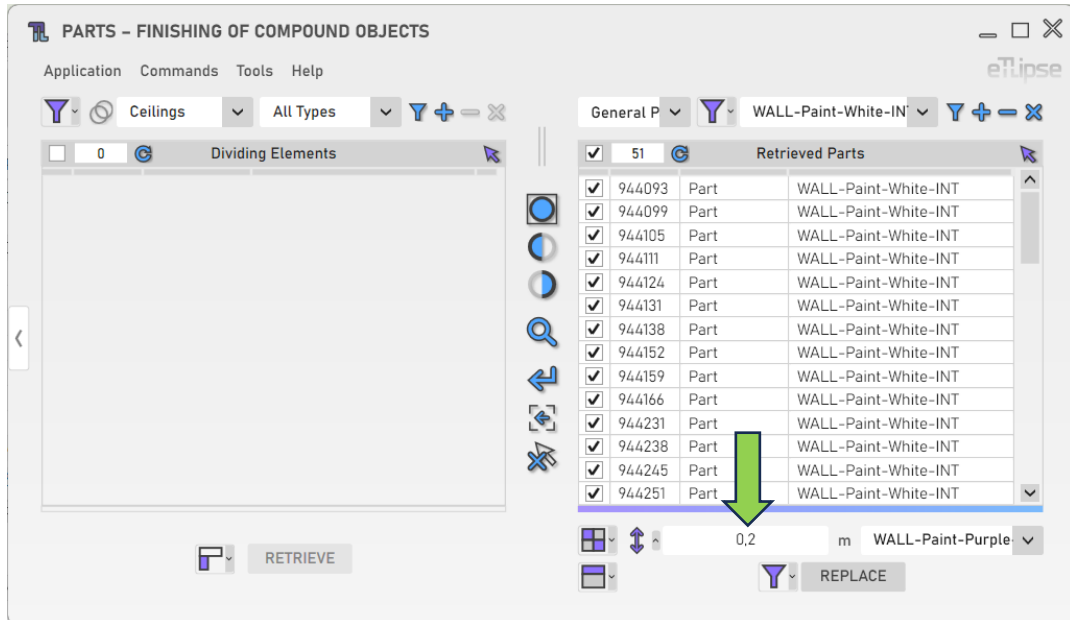 PARTS – FINISHING OF COMPOUND OBJECTS
Application Commands Tools Help
eTLipse
Ceilings All Types
General P WALL-Paint-White-IN
0 Dividing Elements
51 Retrieved Parts
944093 Part WALL-Paint-White-INT
944099 Part WALL-Paint-White-INT
944105 Part WALL-Paint-White-INT
944111 Part WALL-Paint-White-INT
944124 Part WALL-Paint-White-INT
944131 Part WALL-Paint-White-INT
944138 Part WALL-Paint-White-INT
944152 Part WALL-Paint-White-INT
944159 Part WALL-Paint-White-INT
944166 Part WALL-Paint-White-INT
944231 Part WALL-Paint-White-INT
944238 Part WALL-Paint-White-INT
944245 Part WALL-Paint-White-INT
944251 Part WALL-Paint-White-INT
0,2 m WALL-Paint-Purple-
RETRIEVE
REPLACE